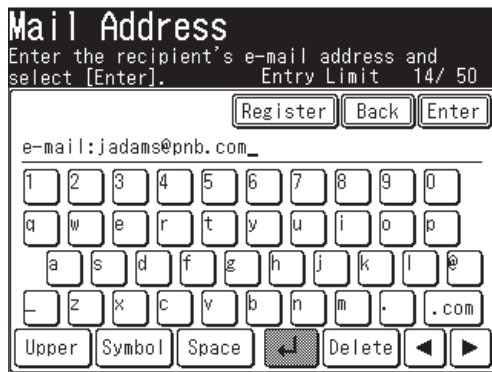 Mail Address
Enter the recipient's e-mail address and
select [Enter]. Entry Limit 14/ 50
Register Back Enter
e-mail:jadams@pnb.com_
1 2 3 4 5 6 7 8 9 0
q w e r t y u i o p
a s d f g h j k l @
_ z x c v b n m . .com
Upper Symbol Space ↵ Delete ◀ ▶